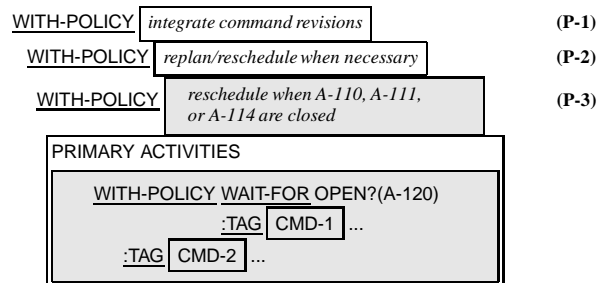 WITH-POLICY integrate command revisions (P-1)
WITH-POLICY replan/reschedule when necessary (P-2)
WITH-POLICY reschedule when A-110, A-111, (P-3)
or A-114 are closed
PRIMARY ACTIVITIES
WITH-POLICY WAIT-FOR OPEN?(A-120)
:TAG CMD-1 ...
:TAG CMD-2 ...